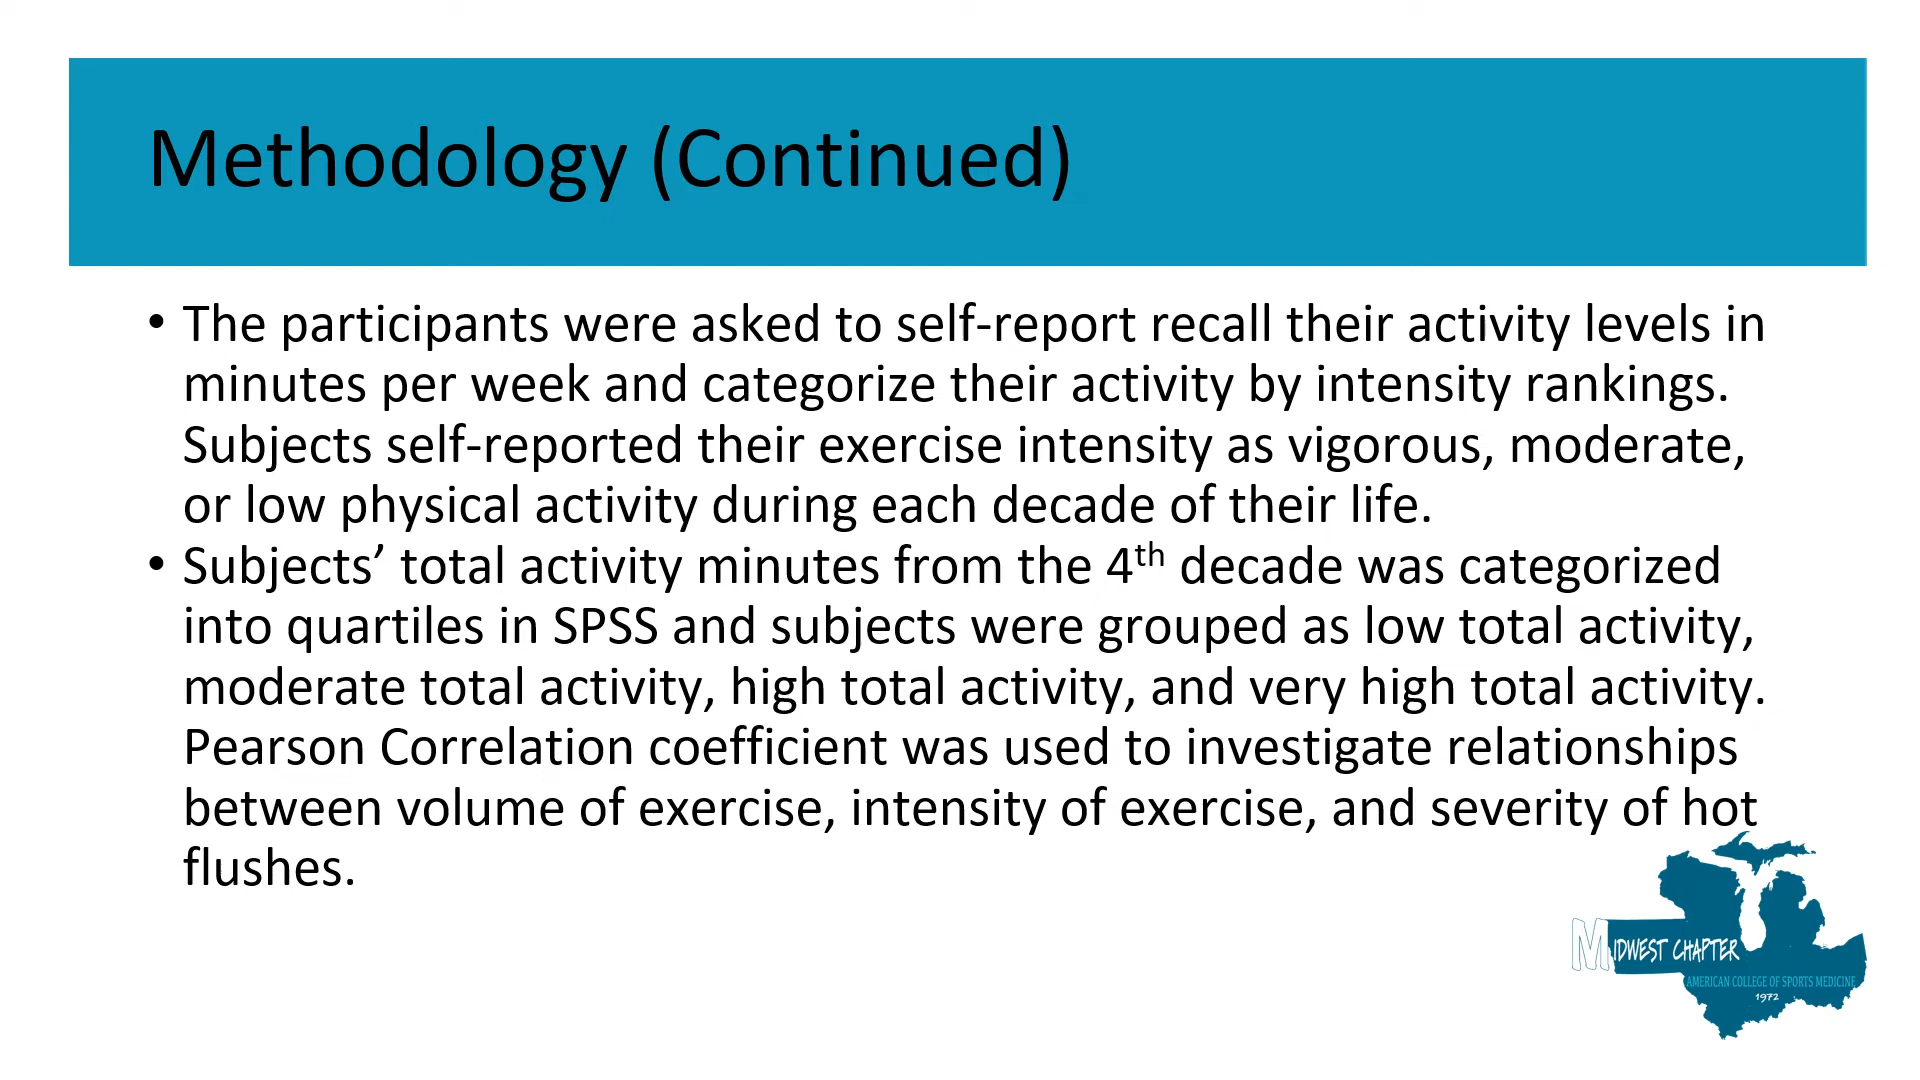 Methodology (Continued)
• The participants were asked to self-report recall their activity levels in
minutes per week and categorize their activity by intensity rankings.
Subjects self-reported their exercise intensity as vigorous, moderate,
or low physical activity during each decade of their life.
• Subjects’ total activity minutes from the 4th decade was categorized
into quartiles in SPSS and subjects were grouped as low total activity,
moderate total activity, high total activity, and very high total activity.
Pearson Correlation coefficient was used to investigate relationships
between volume of exercise, intensity of exercise, and severity of hot
flushes.
MIDWEST CHAPTER
AMERICAN COLLEGE OF SPORTS MEDICINE
1972